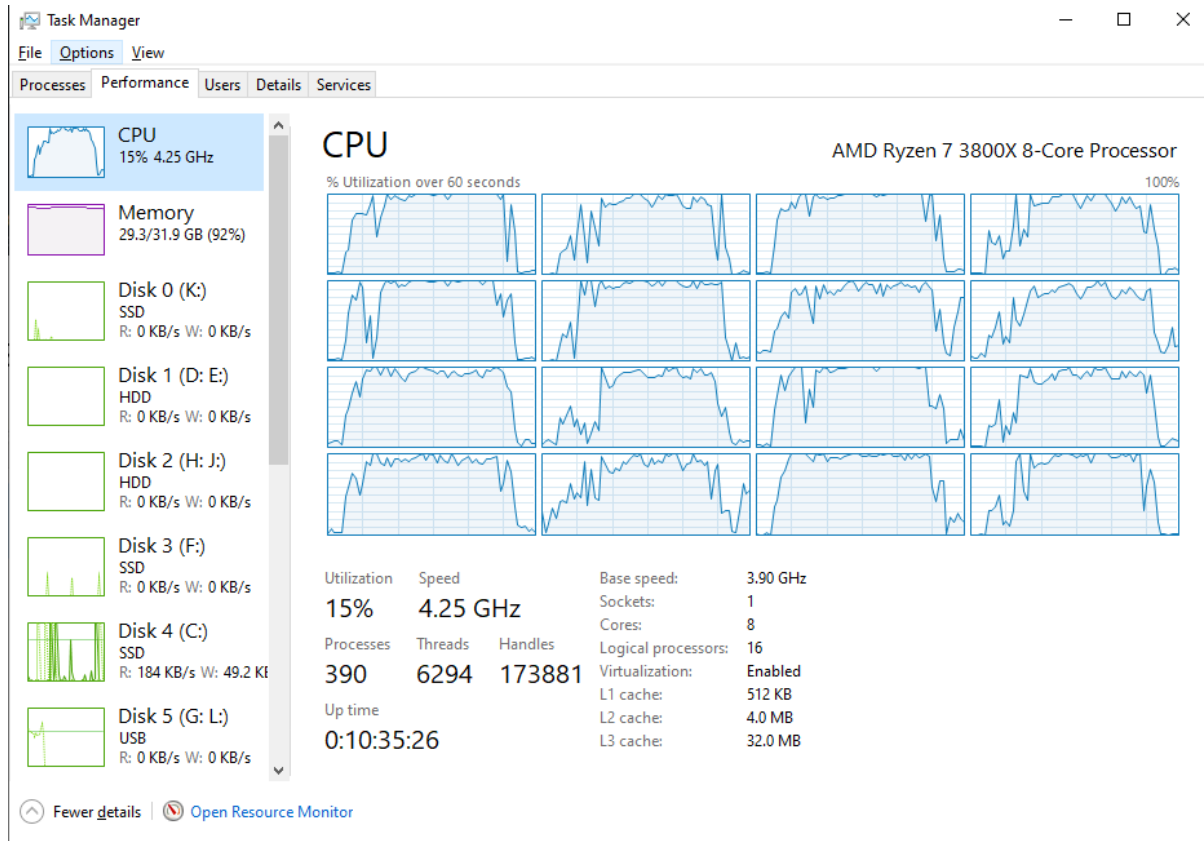 Task Manager
File Options View
Processes Performance Users Details Services
CPU
15% 4.25 GHz
Memory
29.3/31.9 GB (92%)
Disk 0 (K:)
SSD
R: 0 KB/s W: 0 KB/s
Disk 1 (D: E:)
HDD
R: 0 KB/s W: 0 KB/s
Disk 2 (H: J:)
HDD
R: 0 KB/s W: 0 KB/s
Disk 3 (F:)
SSD
R: 0 KB/s W: 0 KB/s
Disk 4 (C:)
SSD
R: 184 KB/s W: 49.2 KE
Disk 5 (G: L:)
USB
R: 0 KB/s W: 0 KB/s
CPU AMD Ryzen 7 3800X 8-Core Processor
% Utilization over 60 seconds 100%
Utilization Speed
15% 4.25 GHz
Processes Threads Handles
390 6294 173881
Up time
0:10:35:26
Base speed: 3.90 GHz
Sockets: 1
Cores: 8
Logical processors: 16
Virtualization: Enabled
L1 cache: 512 KB
L2 cache: 4.0 MB
L3 cache: 32.0 MB
Fewer details Open Resource Monitor